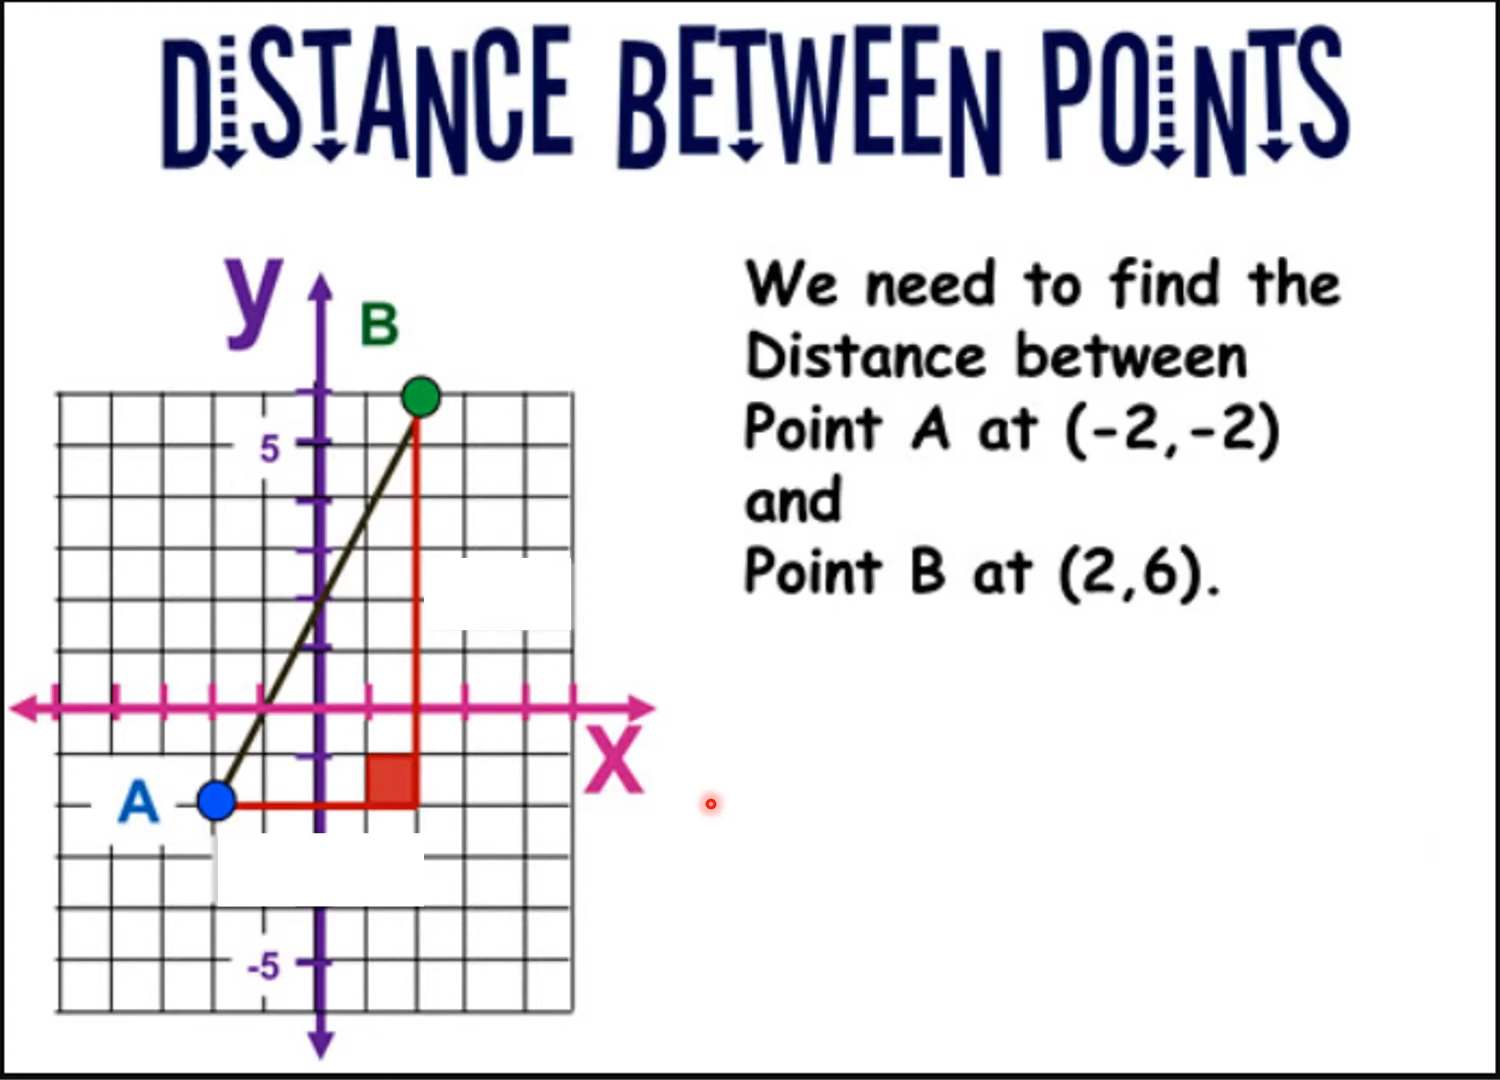 DISTANCE BETWEEN POINTS
y
B
We need to find the
Distance between
5
Point A at (-2,-2)
and
Point B at (2,6).
X
A
-5